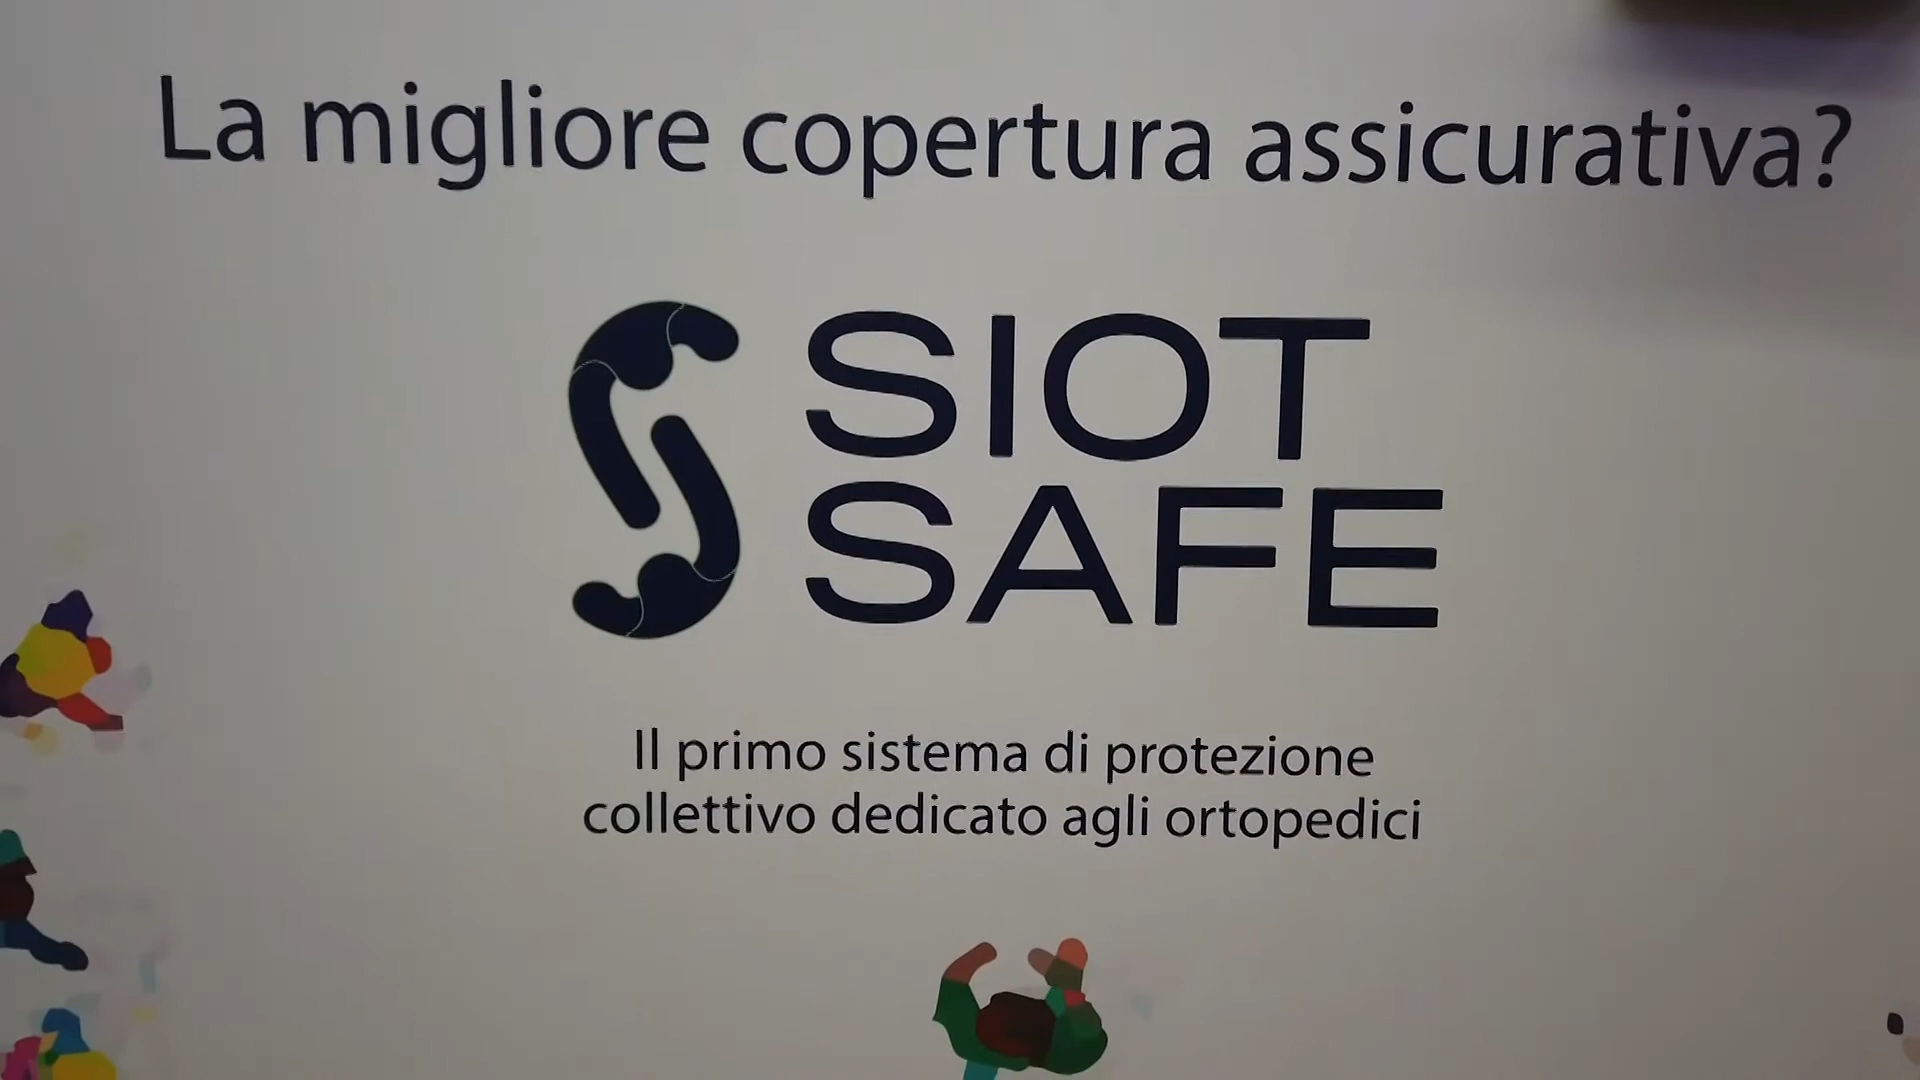 La migliore copertura assicurativa?
SIOT
SAFE
Il primo sistema di protezione
collettivo dedicato agli ortopedici